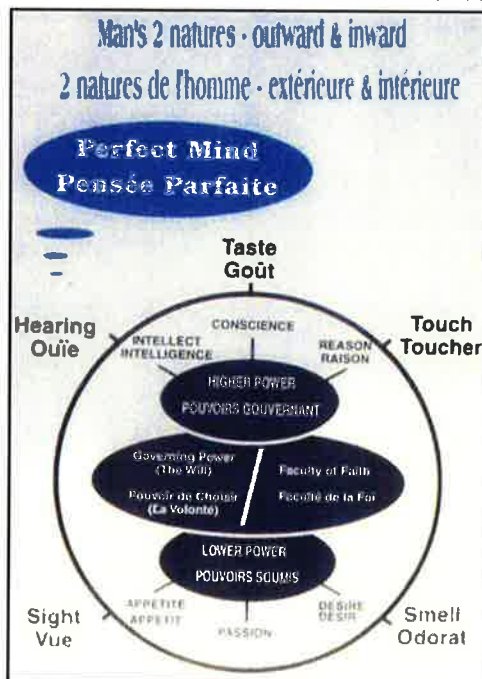 Man's 2 natures - outward & inward
2 natures de l'homme - extérieure & intérieure
Perfect Mind
Pensée Parfaite
Taste
Goût
Hearing
Ouïe
Touch
Toucher
CONSCIENCE
INTELLECT
INTELLIGENCE
REASON
RAISON
HIGHER POWER
POUVOIRS GOUVERNANT
Governing Power
(The Will)
Pouvoir de Choisir
(La Volonté)
Faculty of Faith
Faculté de la Foi
LOWER POWER
POUVOIRS SOUMIS
APPETITE
APPETIT
PASSION
DESIRE
DESIR
Sight
Vue
Smell
Odorat